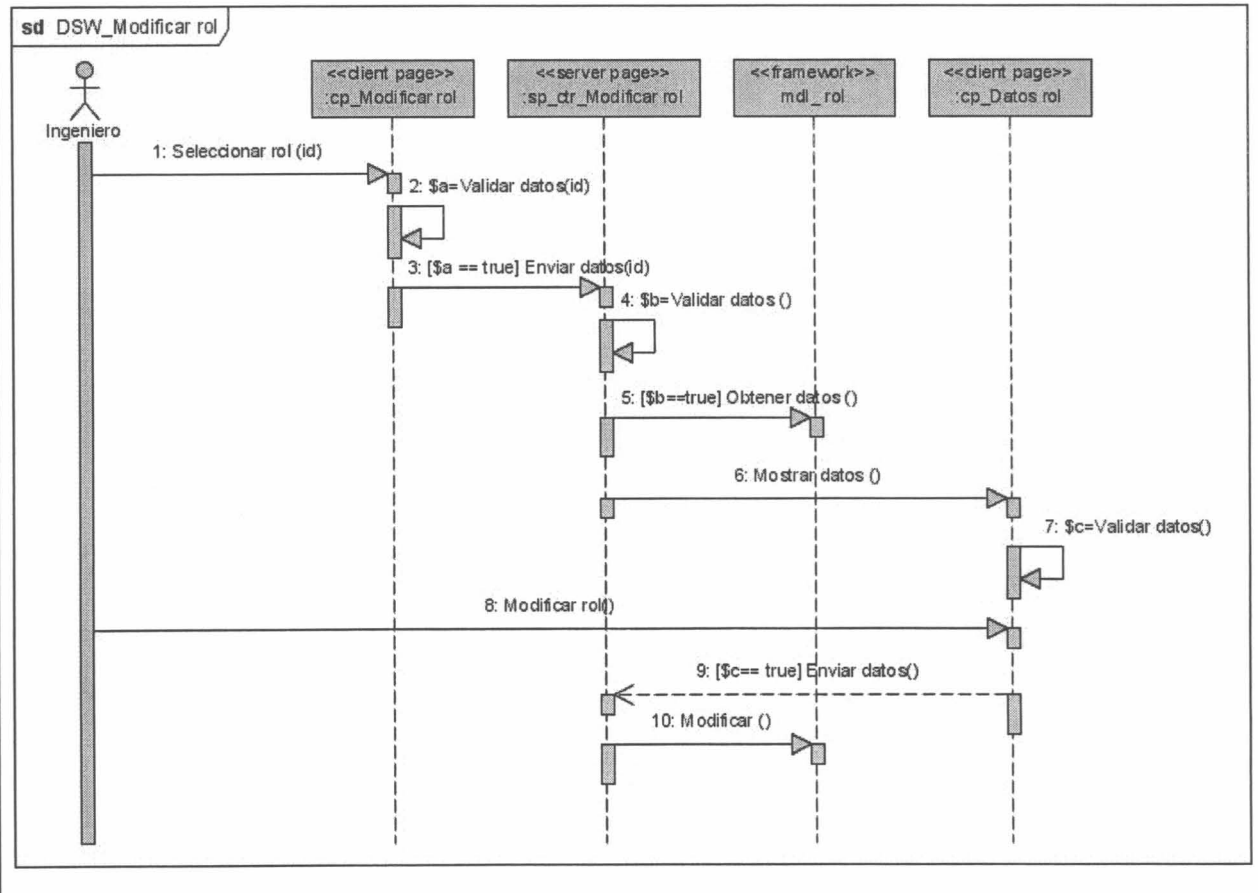 sd DSW_Modificar rol
<<client page>>
:cp_Modificar rol
<<server page>>
:sp_ctr_Modificar rol
<<framework>>
mdl_rol
<<client page>>
:cp_Datos rol
Ingeniero
1: Seleccionar rol (id)
2: $a=Validar datos(id)
3: [$a == true] Enviar datos(id)
4: $b=Validar datos ()
5: [$b==true] Obtener datos ()
6: Mostrar datos ()
7: $c=Validar datos()
8: Modificar rol()
9: [$c== true] Enviar datos()
10: Modificar ()